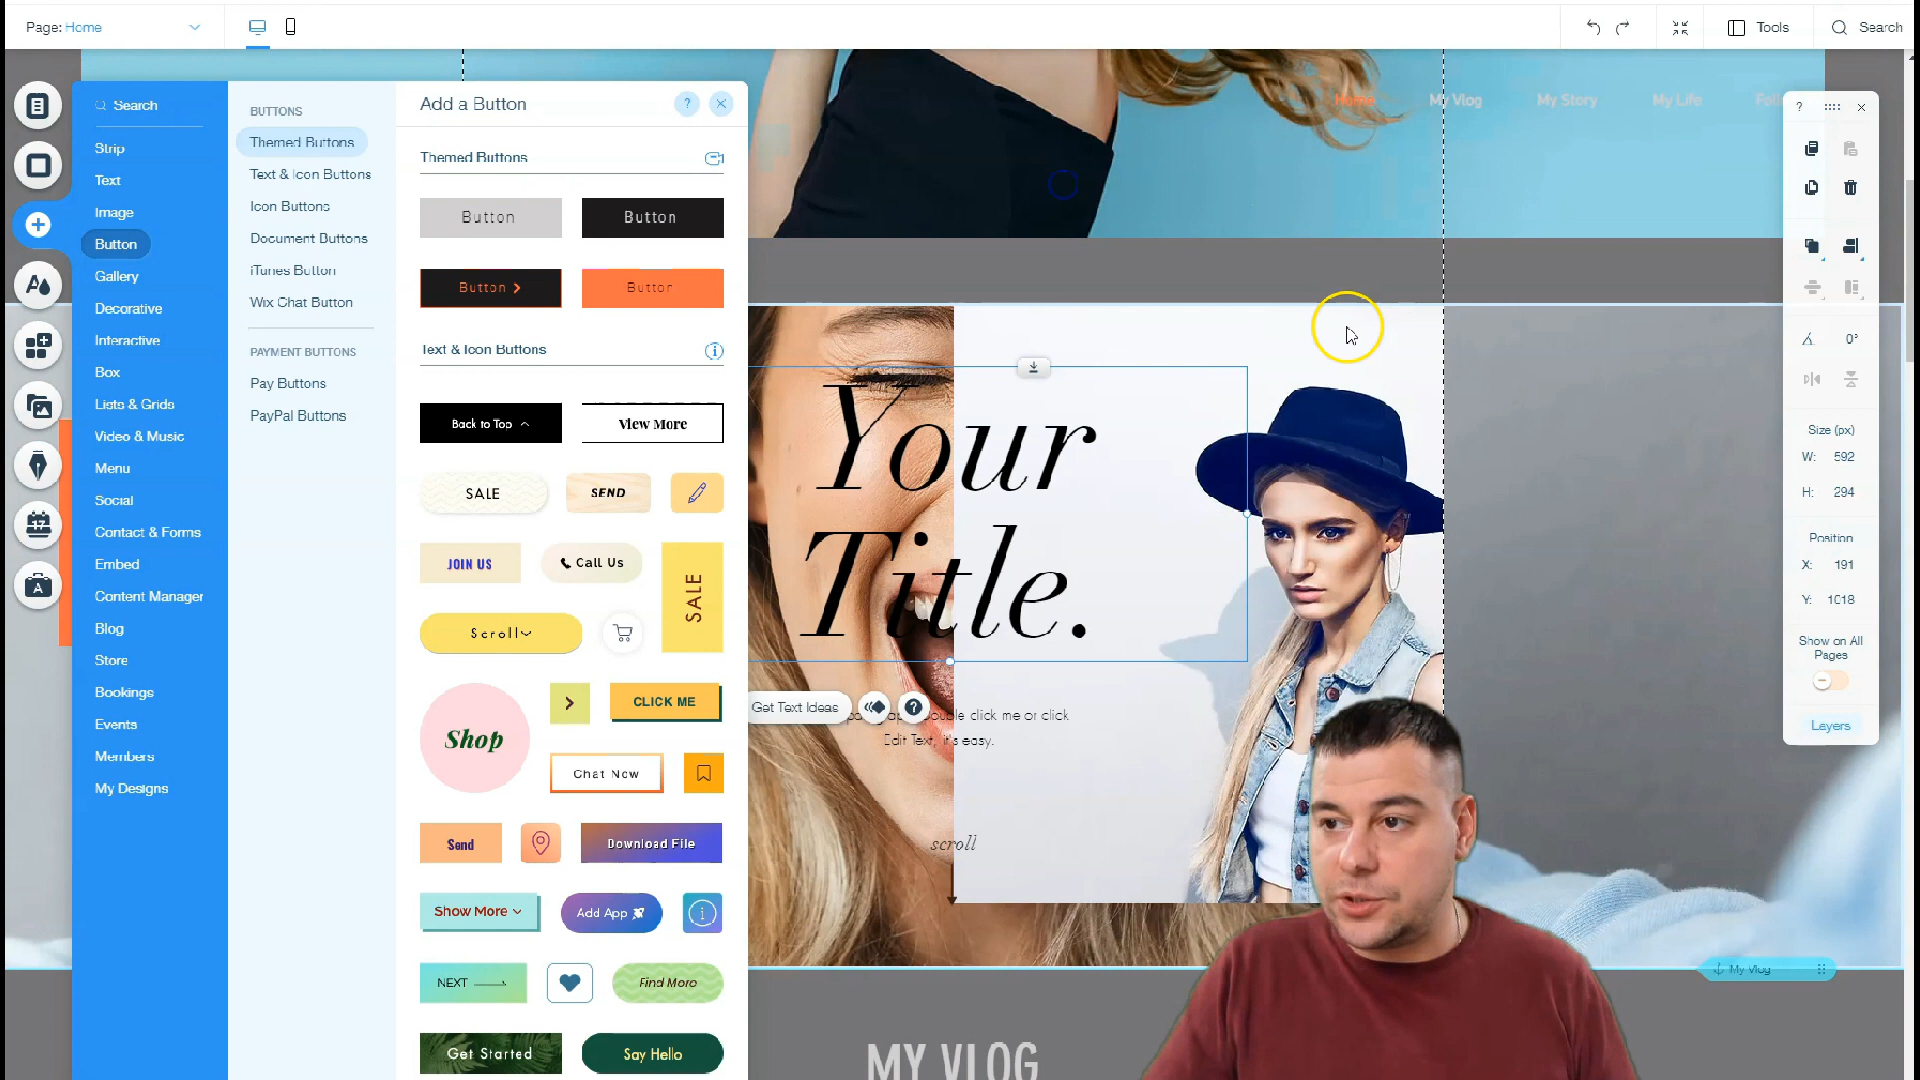 Page: Home
Tools
Search
Search
Strip
Text
Image
Button
Gallery
Decorative
Interactive
Box
Lists & Grids
Video & Music
Menu
Social
Contact & Forms
Embed
Content Manager
Blog
Store
Bookings
Events
Members
My Designs
BUTTONS
Themed Buttons
Text & Icon Buttons
Icon Buttons
Document Buttons
iTunes Button
Wix Chat Button
PAYMENT BUTTONS
Pay Buttons
PayPal Buttons
Add a Button
?
Themed Buttons
Button
Button
Button
Button
Text & Icon Buttons
Back to Top
View More
SALE
SEND
JOIN US
Call Us
SALE
Scroll
Shop
CLICK ME
Chat Now
Send
Download File
Show More
Add App
NEXT
Find More
Get Started
Say Hello
Home
My Vlog
My Story
My Life
Your
Title.
Get Text Ideas
?
click me or click
Edit Text, it's easy.
scroll
MY VLOG
My Vlog
?
0°
Size (px)
W: 592
H: 294
Position
X: 191
Y: 1018
Show on All
Pages
Layers
17
A